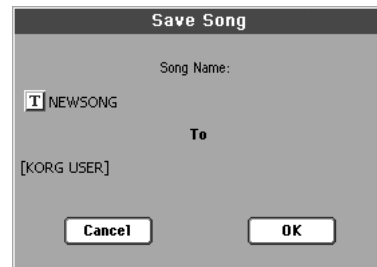 Save Song
Song Name:
T NEWSONG
To
[KORG USER]
Cancel OK